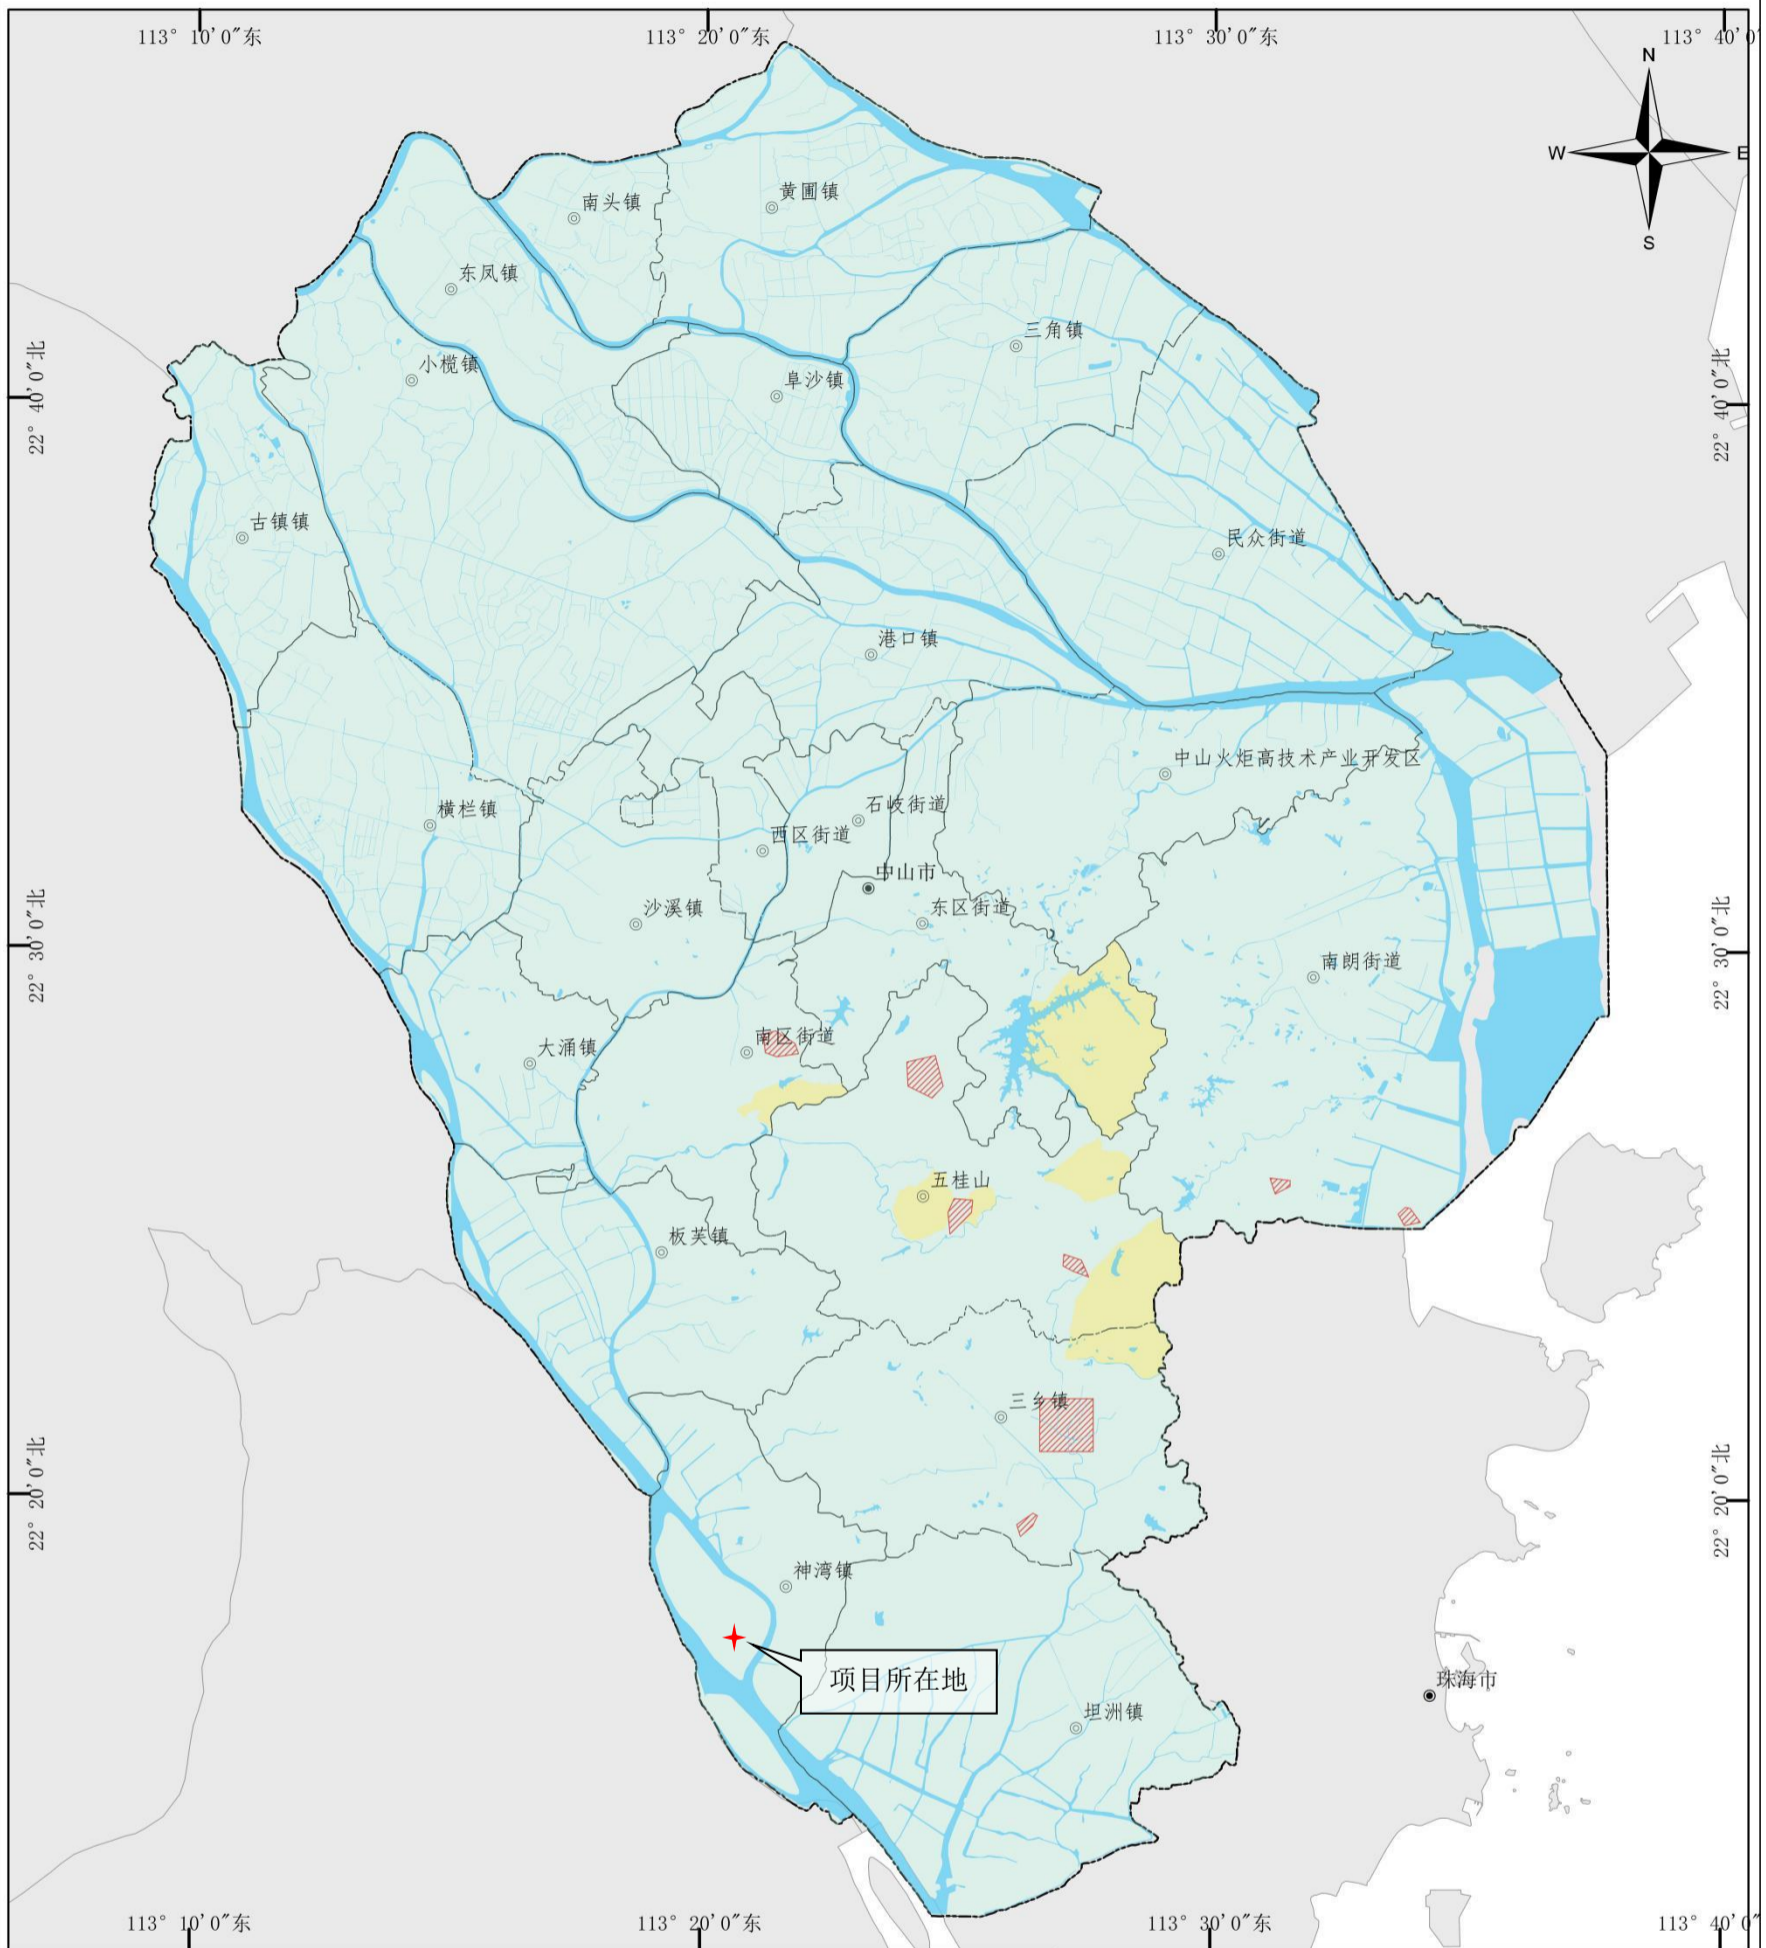 113° 10′0″东
113° 20′0″东
113° 30′0″东
113° 40′0
N
W
E
S
黄圃镇
南头镇
东凤镇
三角镇
22° 40′0″北
22° 40′0″北
小榄镇
阜沙镇
古镇镇
民众街道
港口镇
中山火炬高技术产业开发区
横栏镇
石岐街道
西区街道
中山市
沙溪镇
东区街道
22° 30′0″北
22° 30′0″北
南朗街道
南区街道
大涌镇
五桂山
板芙镇
三乡镇
22° 20′0″北
22° 20′0″北
神湾镇
项目所在地
珠海市
坦洲镇
113° 10′0″东
113° 20′0″东
113° 30′0″东
113° 40′0″